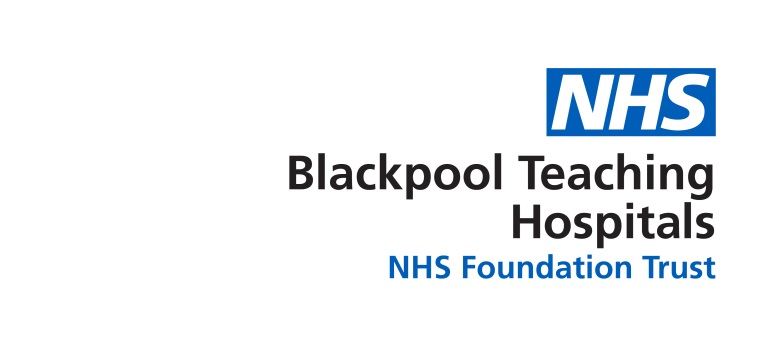 NHS
Blackpool Teaching
Hospitals
NHS Foundation Trust